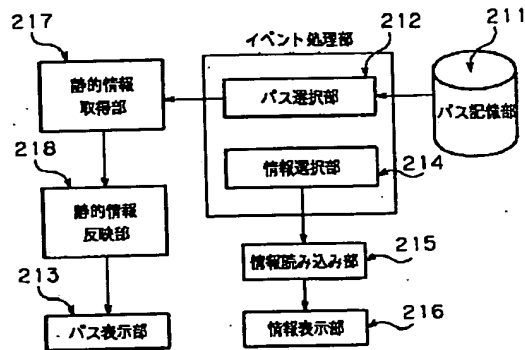 217
イベント処理部
212
211
静的情報
取得部
パス選択部
パス記憶部
218
情報選択部
214
静的情報
反映部
213
情報読み込み部
215
パス表示部
情報表示部
216